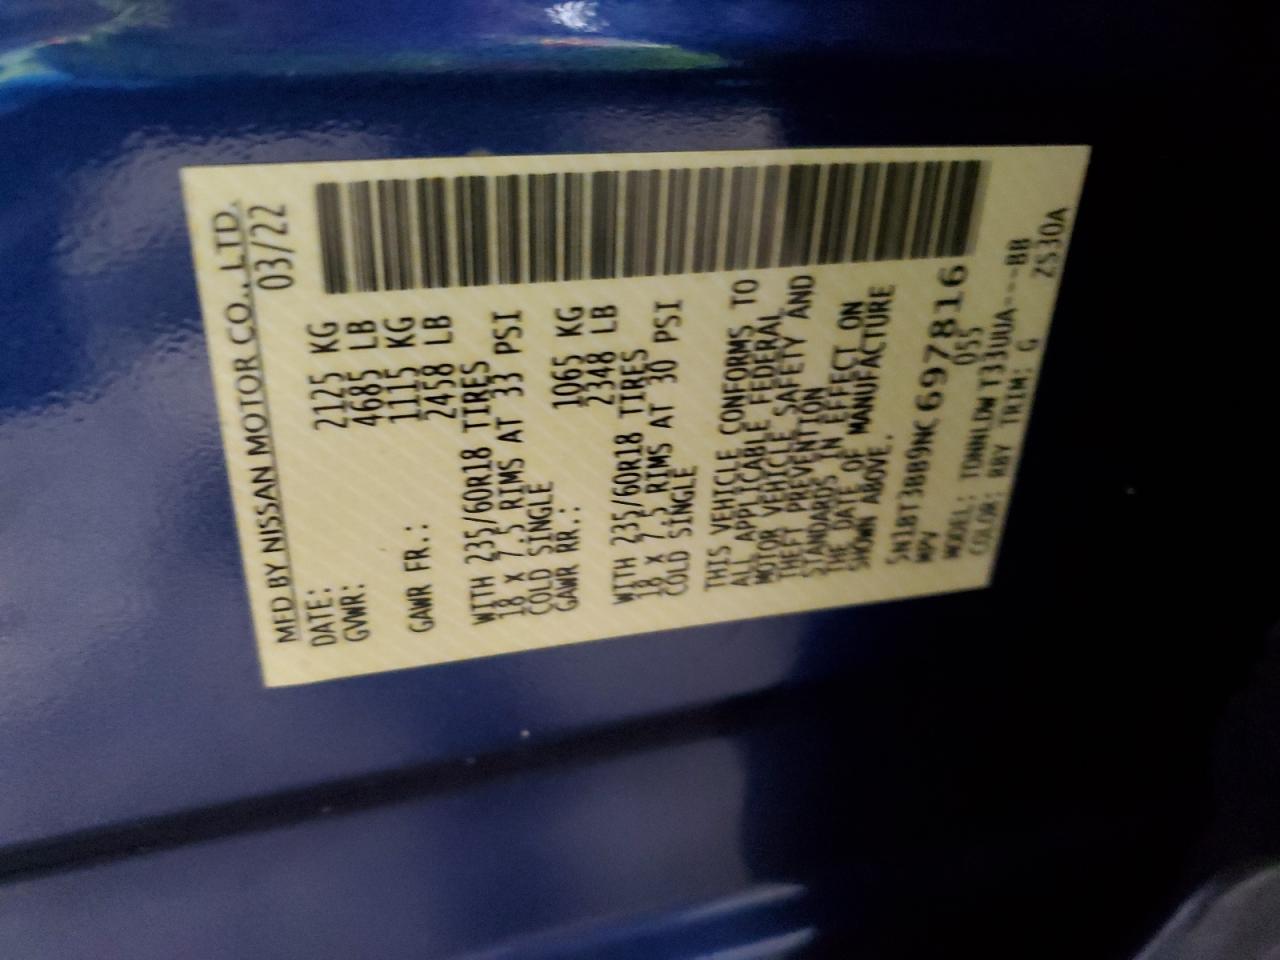 MFD BY NISSAN MOTOR CO., LTD.
DATE: 03/22
GVWR: 2125 KG
4685 LB
GAWR FR.: 1115 KG
2458 LB
WITH 235/60R18 TIRES
18 X 7.5 RIMS AT 33 PSI
COLD SINGLE
GAWR RR.: 1065 KG
2348 LB
WITH 235/60R18 TIRES
18 X 7.5 RIMS AT 30 PSI
COLD SINGLE
THIS VEHICLE CONFORMS TO
ALL APPLICABLE FEDERAL
MOTOR VEHICLE SAFETY AND
THEFT PREVENTION
STANDARDS IN EFFECT ON
THE DATE OF MANUFACTURE
SHOWN ABOVE.
5N1BT3BB9NC697816
MPV 055
MODEL: TDNNLDWT33UUA---BB
COLOR: RBY TRIM: G ZS30A